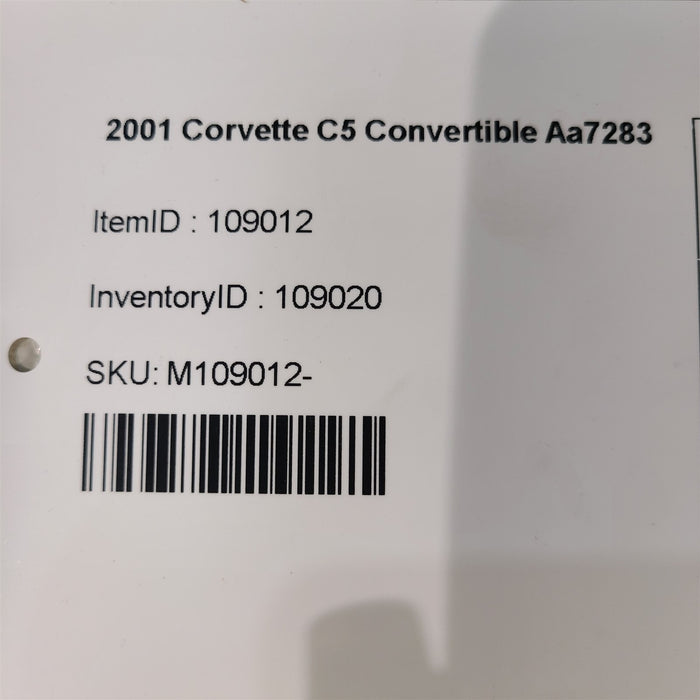 2001 Corvette C5 Convertible Aa7283
ItemID : 109012
InventoryID : 109020
SKU: M109012-